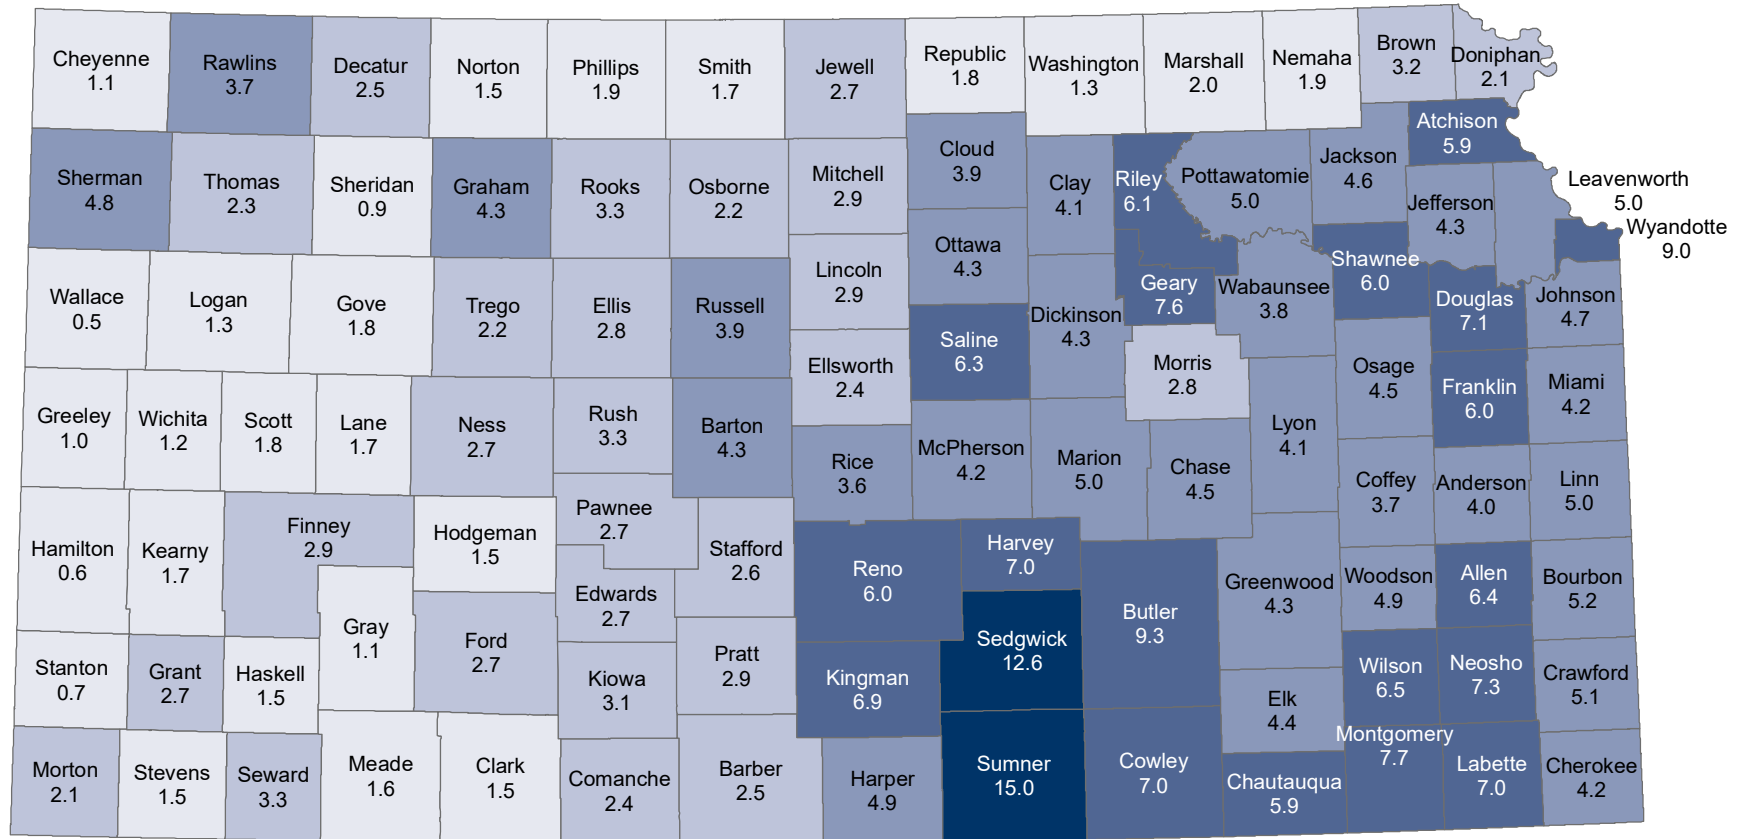 Cheyenne
1.1
Rawlins
3.7
Decatur
2.5
Norton
1.5
Phillips
1.9
Smith
1.7
Jewell
2.7
Republic
1.8
Washington
1.3
Marshall
2.0
Nemaha
1.9
Brown
3.2
Doniphan
2.1
Sherman
4.8
Thomas
2.3
Sheridan
0.9
Graham
4.3
Rooks
3.3
Osborne
2.2
Mitchell
2.9
Cloud
3.9
Clay
4.1
Riley
6.1
Pottawatomie
5.0
Jackson
4.6
Atchison
5.9
Jefferson
4.3
Leavenworth
5.0
Wyandotte
9.0
Wallace
0.5
Logan
1.3
Gove
1.8
Trego
2.2
Ellis
2.8
Russell
3.9
Lincoln
2.9
Ottawa
4.3
Saline
6.3
Dickinson
4.3
Geary
7.6
Wabaunsee
3.8
Shawnee
6.0
Douglas
7.1
Johnson
4.7
Greeley
1.0
Wichita
1.2
Scott
1.8
Lane
1.7
Ness
2.7
Rush
3.3
Barton
4.3
Ellsworth
2.4
Rice
3.6
McPherson
4.2
Marion
5.0
Morris
2.8
Chase
4.5
Lyon
4.1
Osage
4.5
Franklin
6.0
Miami
4.2
Coffey
3.7
Anderson
4.0
Linn
5.0
Hamilton
0.6
Kearny
1.7
Finney
2.9
Hodgeman
1.5
Pawnee
2.7
Stafford
2.6
Edwards
2.7
Reno
6.0
Harvey
7.0
Butler
9.3
Greenwood
4.3
Woodson
4.9
Allen
6.4
Bourbon
5.2
Stanton
0.7
Grant
2.7
Haskell
1.5
Gray
1.1
Ford
2.7
Kiowa
3.1
Pratt
2.9
Kingman
6.9
Sedgwick
12.6
Elk
4.4
Wilson
6.5
Neosho
7.3
Crawford
5.1
Morton
2.1
Stevens
1.5
Seward
3.3
Meade
1.6
Clark
1.5
Comanche
2.4
Barber
2.5
Harper
4.9
Sumner
15.0
Cowley
7.0
Chautauqua
5.9
Montgomery
7.7
Labette
7.0
Cherokee
4.2